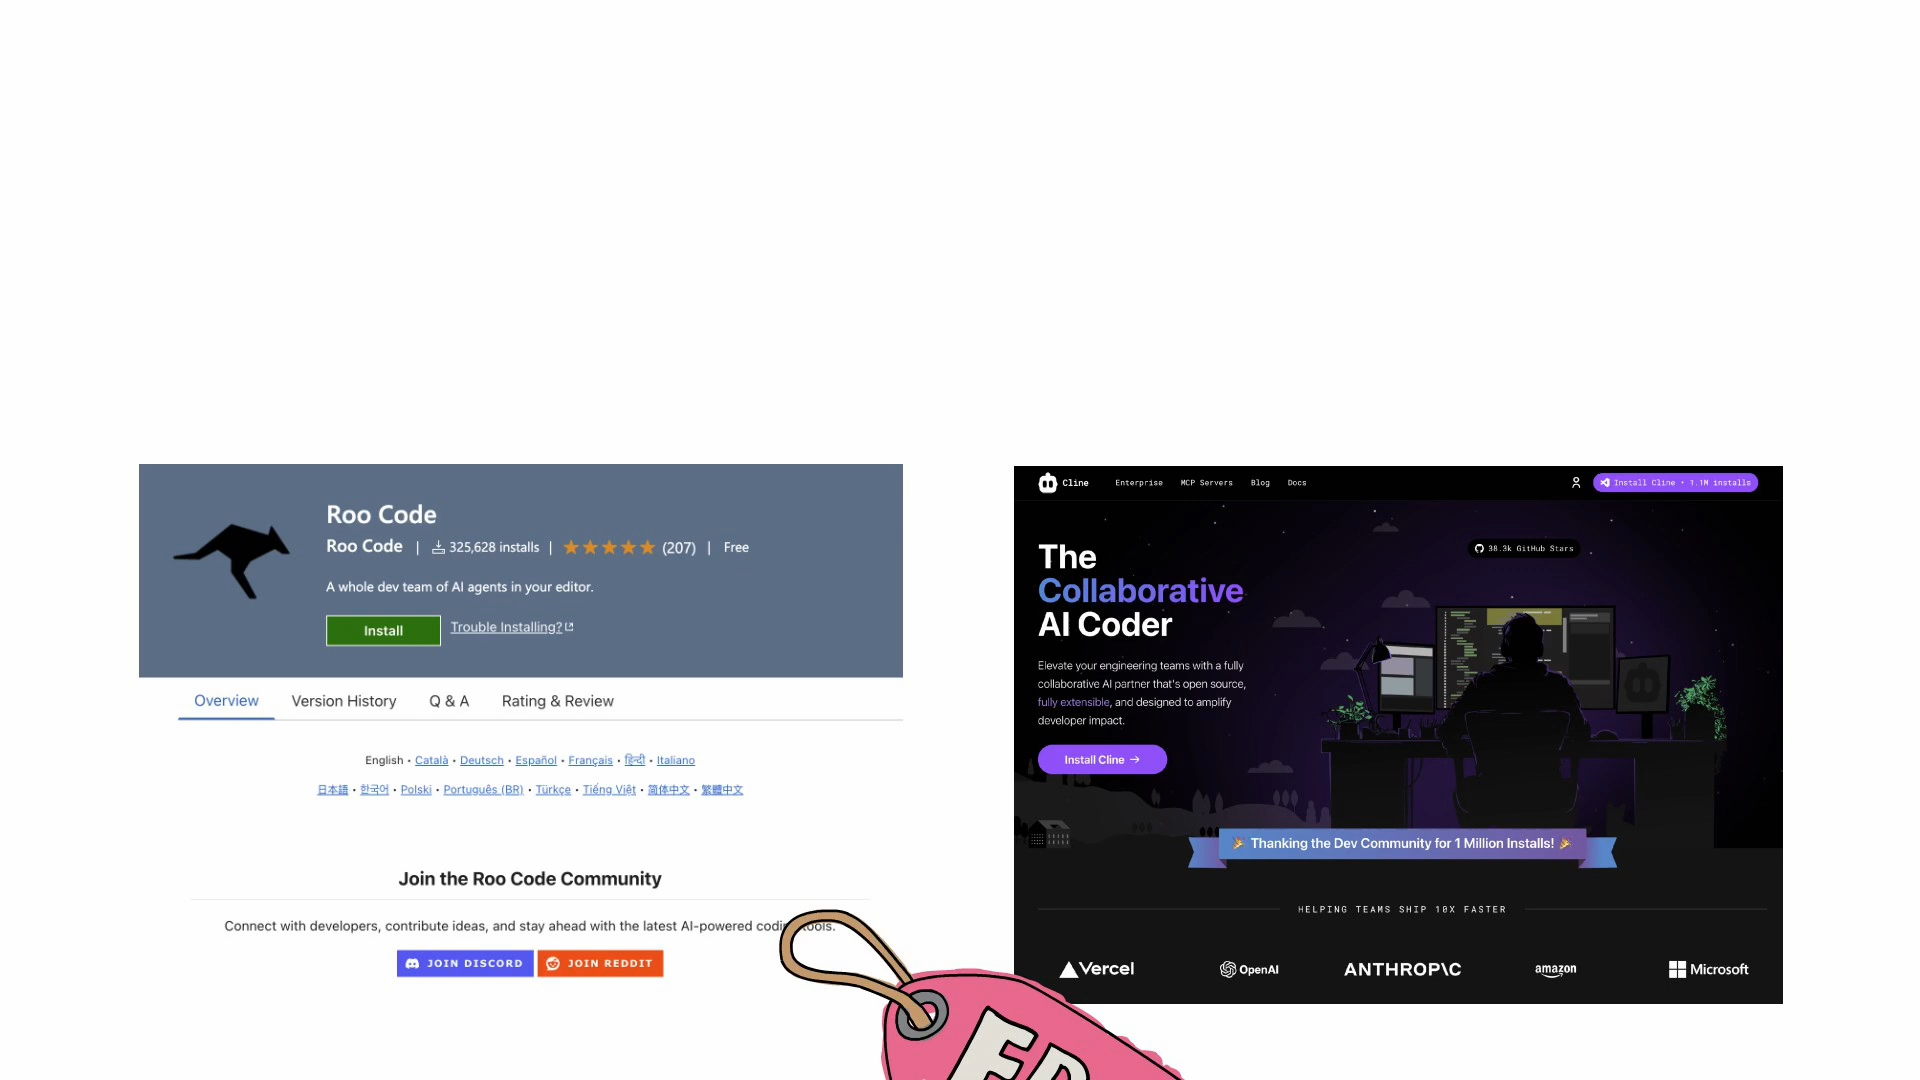 Roo Code
Roo Code | 325,628 installs | (207) | Free
A whole dev team of AI agents in your editor.
Install Trouble Installing?
Overview Version History Q & A Rating & Review
English • Català • Deutsch • Español • Français • हिन्दी • Italiano
日本語 • 한국어 • Polski • Português (BR) • Türkçe • Tiếng Việt • 简体中文 • 繁體中文
Join the Roo Code Community
Connect with developers, contribute ideas, and stay ahead with the latest AI-powered coding tools.
JOIN DISCORD JOIN REDDIT
Cline Enterprise MCP Servers Blog Docs Install Cline • 1.1M installs
38.3k GitHub Stars
The
Collaborative
AI Coder
Elevate your engineering teams with a fully
collaborative AI partner that's open source,
fully extensible, and designed to amplify
developer impact.
Install Cline →
🎉 Thanking the Dev Community for 1 Million Installs! 🎉
HELPING TEAMS SHIP 10X FASTER
Vercel OpenAI ANTHROP\C amazon Microsoft